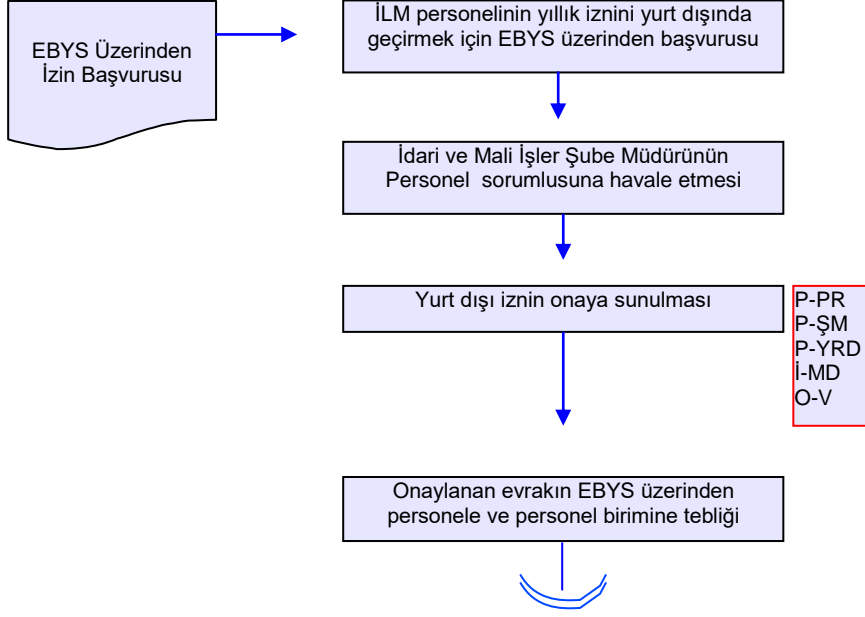 EBYS Üzerinden
İzin Başvurusu
İLM personelinin yıllık iznini yurt dışında
geçirmek için EBYS üzerinden başvurusu
İdari ve Mali İşler Şube Müdürünün
Personel sorumlusuna havale etmesi
Yurt dışı iznin onaya sunulması
P-PR
P-ŞM
P-YRD
İ-MD
O-V
Onaylanan evrakın EBYS üzerinden
personele ve personel birimine tebliği